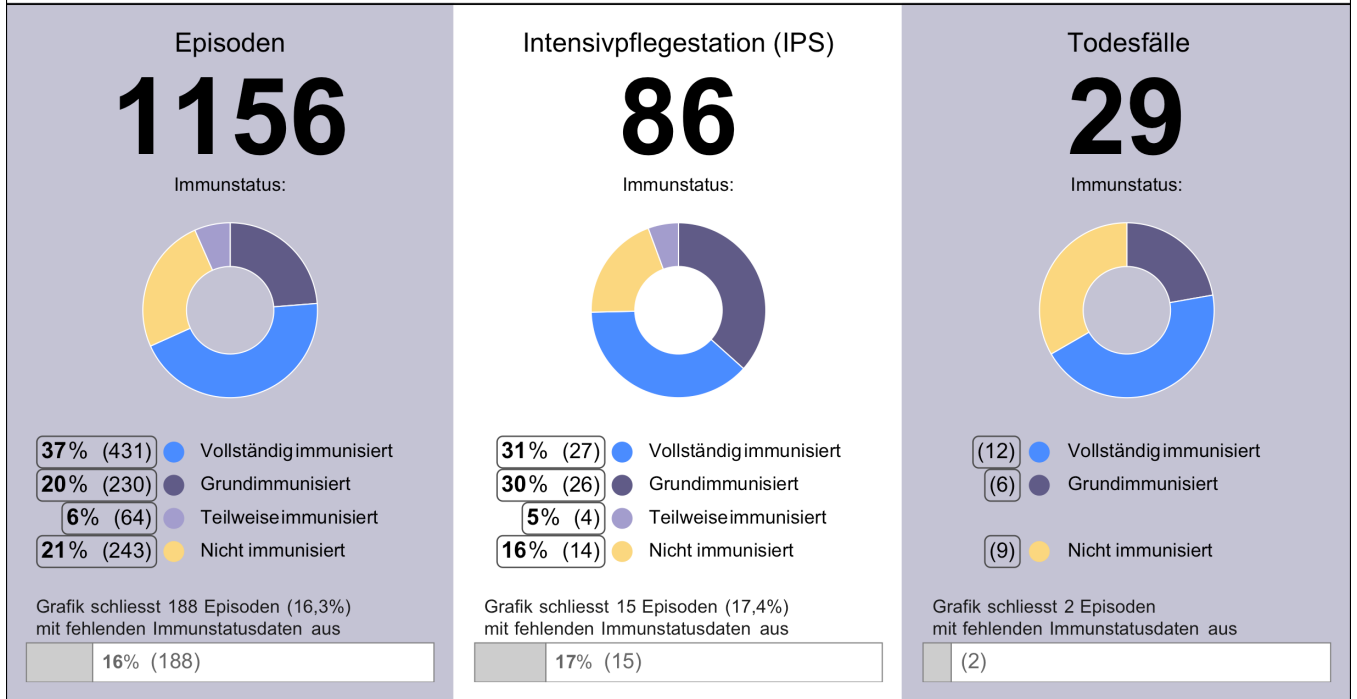 Episoden
1156
Immunstatus:
37% (431) Vollständig immunisiert
20% (230) Grundimmunisiert
6% (64) Teilweise immunisiert
21% (243) Nicht immunisiert
Grafik schliesst 188 Episoden (16,3%)
mit fehlenden Immunstatusdaten aus
16% (188)
Intensivpflegestation (IPS)
86
Immunstatus:
31% (27) Vollständig immunisiert
30% (26) Grundimmunisiert
5% (4) Teilweise immunisiert
16% (14) Nicht immunisiert
Grafik schliesst 15 Episoden (17,4%)
mit fehlenden Immunstatusdaten aus
17% (15)
Todesfälle
29
Immunstatus:
(12) Vollständig immunisiert
(6) Grundimmunisiert
(9) Nicht immunisiert
Grafik schliesst 2 Episoden
mit fehlenden Immunstatusdaten aus
(2)